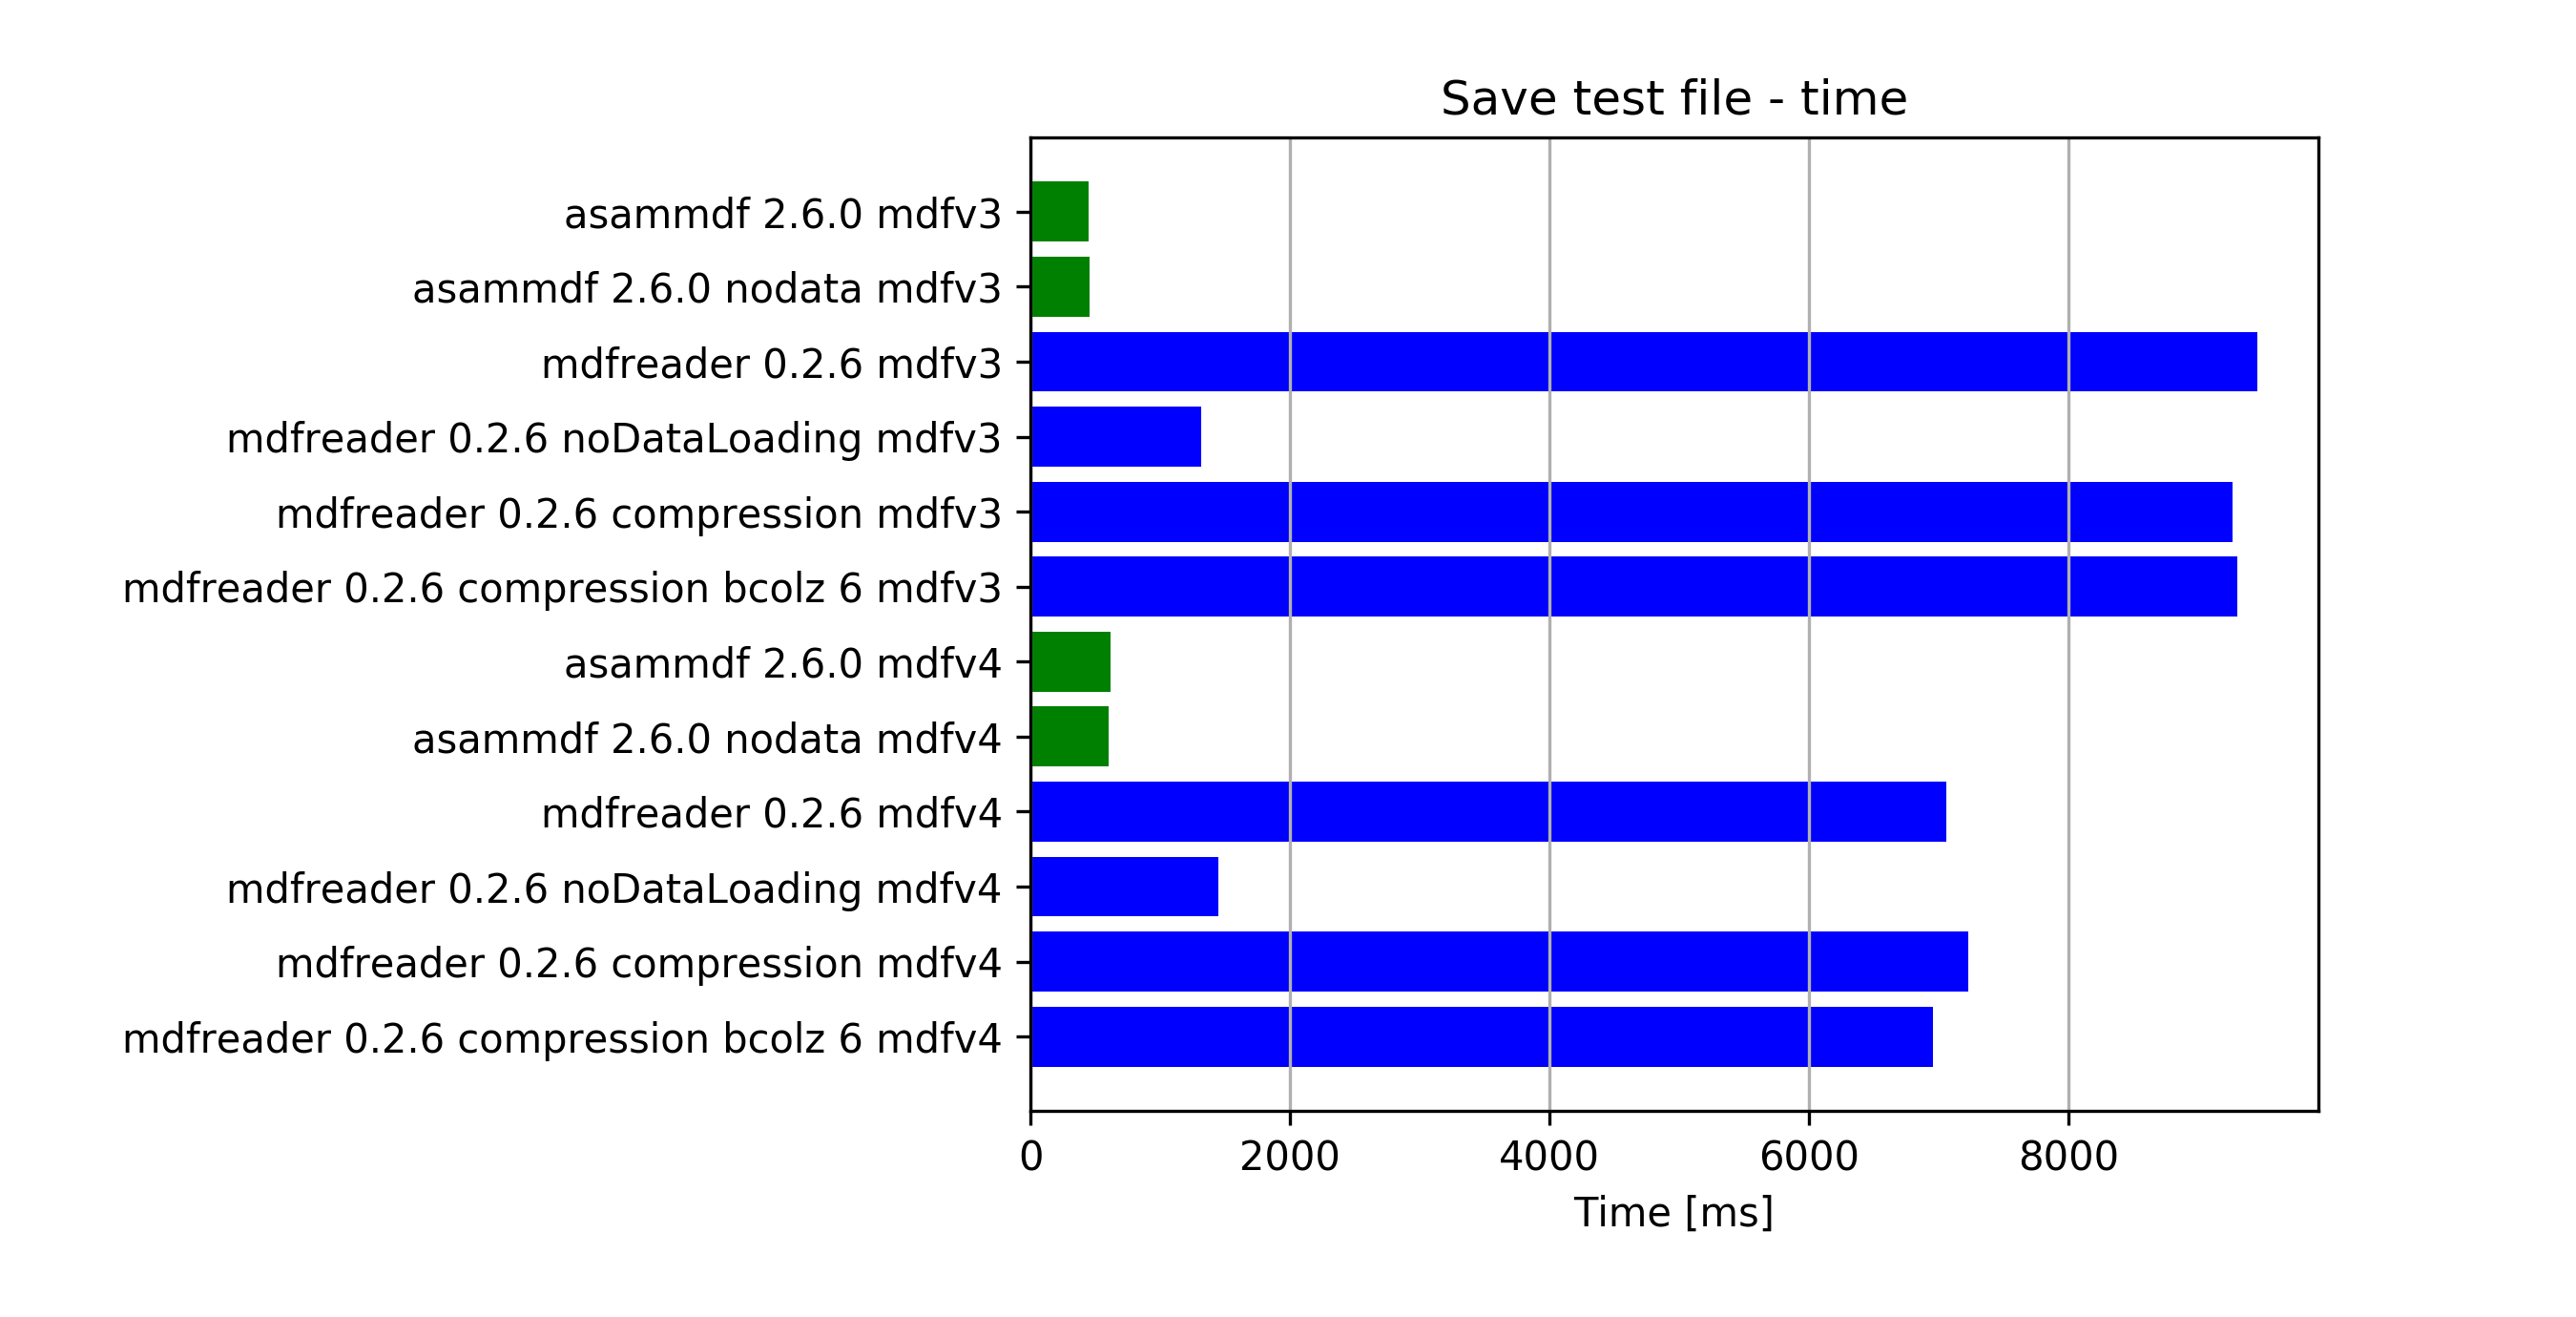 Save test file - time
asammdf 2.6.0 mdfv3
asammdf 2.6.0 nodata mdfv3
mdfreader 0.2.6 mdfv3
mdfreader 0.2.6 noDataLoading mdfv3
mdfreader 0.2.6 compression mdfv3
mdfreader 0.2.6 compression bcolz 6 mdfv3
asammdf 2.6.0 mdfv4
asammdf 2.6.0 nodata mdfv4
mdfreader 0.2.6 mdfv4
mdfreader 0.2.6 noDataLoading mdfv4
mdfreader 0.2.6 compression mdfv4
mdfreader 0.2.6 compression bcolz 6 mdfv4
0 2000 4000 6000 8000
Time [ms]